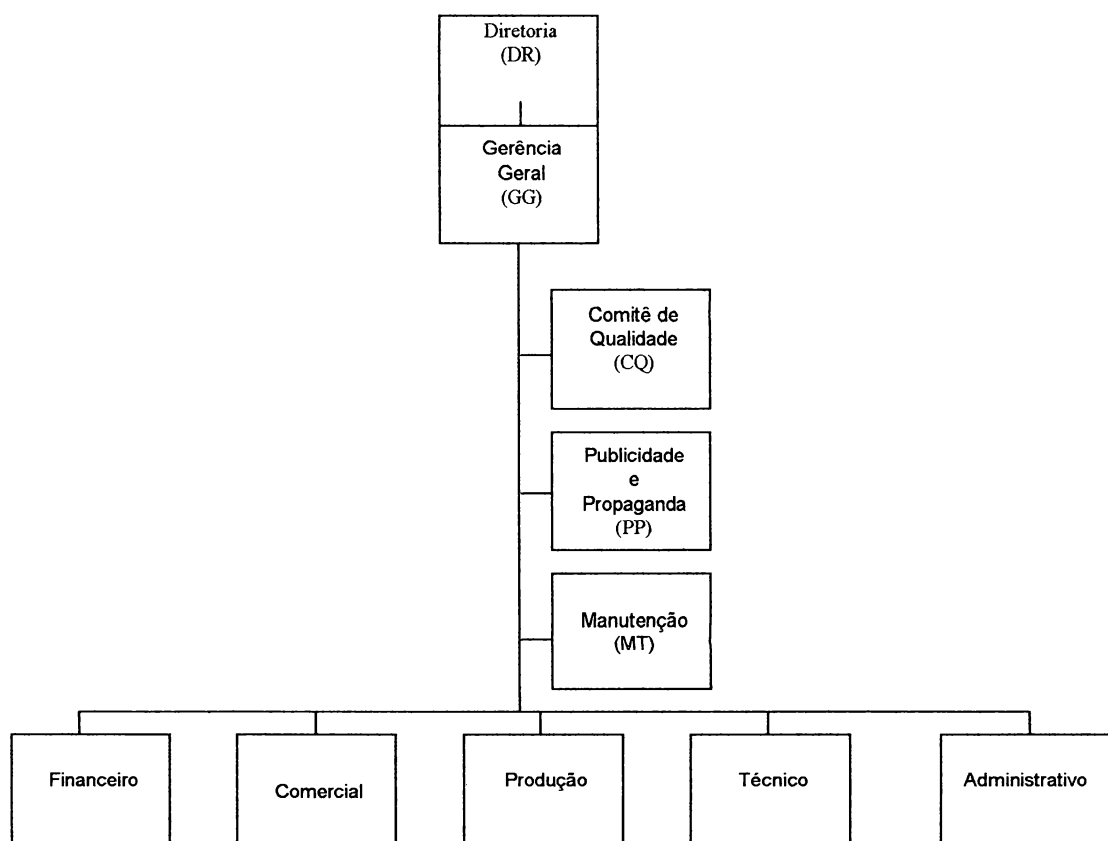 Diretoria
(DR)
Gerência
Geral
(GG)
Comitê de
Qualidade
(CQ)
Publicidade
e
Propaganda
(PP)
Manutenção
(MT)
Financeiro
Comercial
Produção
Técnico
Administrativo